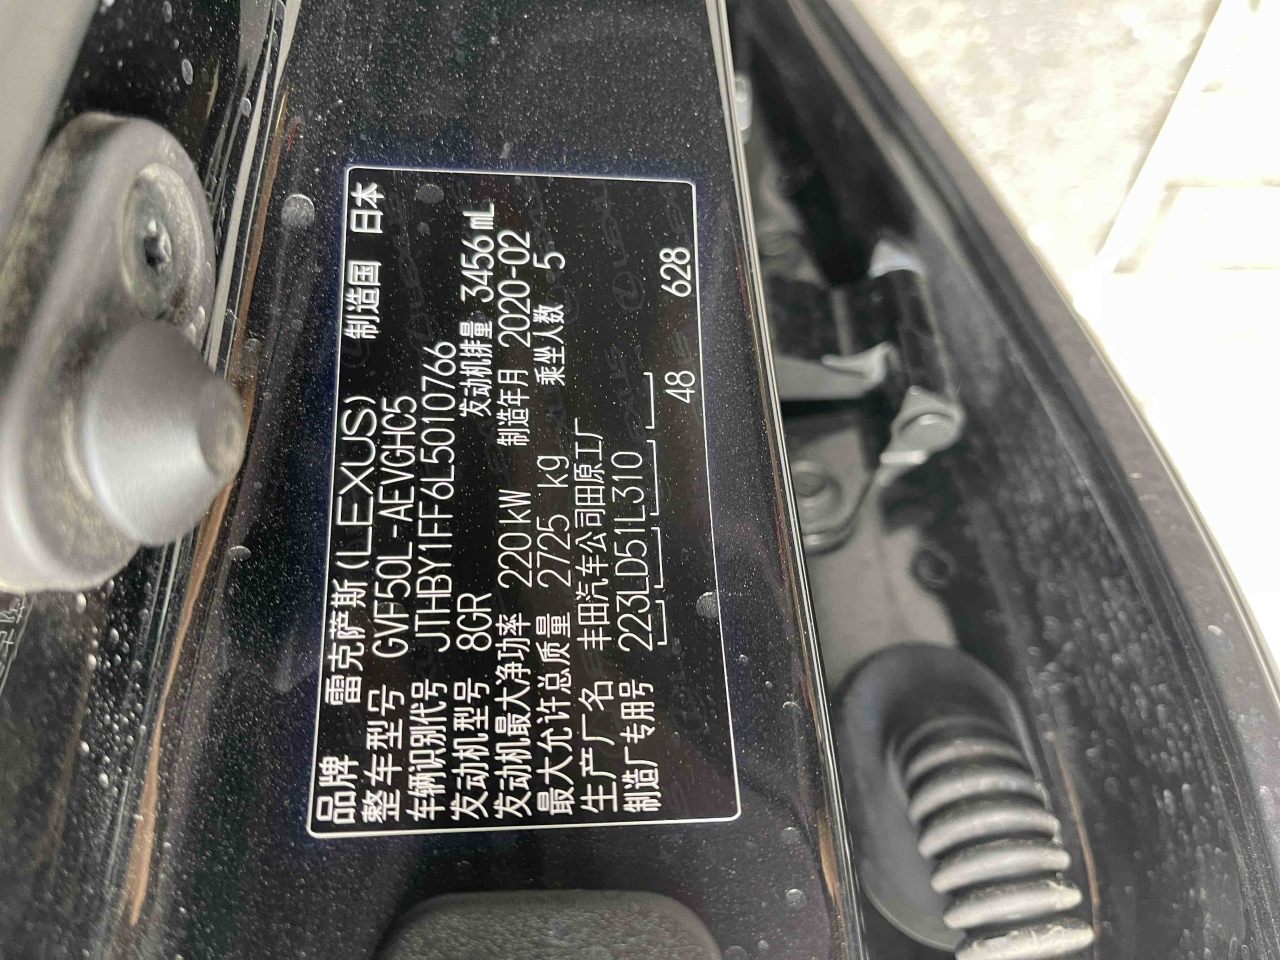 品牌 雷克萨斯(LEXUS) 制造国 日本
整车型号 GVF50L-AEVGHC5
车辆识别代号 JTHBY1FF6L5010766
发动机型号 8GR 发动机排量 3456mL
发动机最大净功率 220kW 制造年月 2020-02
最大允许总质量 2725 kg 乘坐人数 5
生产厂名 丰田汽车公司田原工厂
制造厂专用号 223LD51L310
48 628